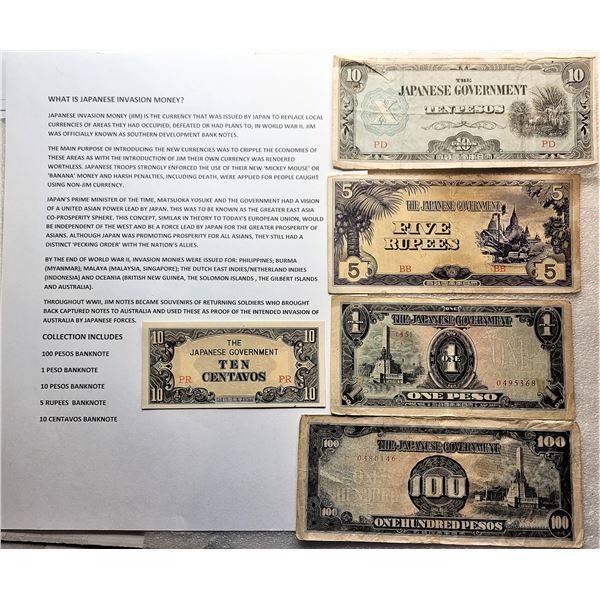 WHAT IS JAPANESE INVASION MONEY?
JAPANESE INVASION MONEY (JIM) IS THE CURRENCY THAT WAS ISSUED BY JAPAN TO REPLACE LOCAL
CURRENCIES OF AREAS THEY HAD OCCUPIED, DEFEATED OR HAD PLANS TO, IN WORLD WAR II. JIM
WAS OFFICIALLY KNOWN AS SOUTHERN DEVELOPMENT BANK NOTES.
THE MAIN PURPOSE OF INTRODUCING THE NEW CURRENCIES WAS TO CRIPPLE THE ECONOMIES OF
THESE AREAS AS WITH THE INTRODUCTION OF JIM THEIR OWN CURRENCY WAS RENDERED
WORTHLESS. JAPANESE TROOPS STRONGLY ENFORCED THE USE OF THEIR NEW 'MICKEY MOUSE' OR
'BANANA' MONEY AND HARSH PENALTIES, INCLUDING DEATH, WERE APPLIED FOR PEOPLE CAUGHT
USING NON-JIM CURRENCY.
JAPAN'S PRIME MINISTER OF THE TIME, MATSUOKA YOSUKE AND THE GOVERNMENT HAD A VISION
OF A UNITED ASIAN POWER LEAD BY JAPAN. THIS WAS TO BE KNOWN AS THE GREATER EAST ASIA
CO-PROSPERITY SPHERE. THIS CONCEPT, SIMILAR IN THEORY TO TODAY'S EUROPEAN UNION, WOULD
BE INDEPENDENT OF THE WEST AND BE A FORCE LEAD BY JAPAN FOR THE GREATER PROSPERITY OF
ASIANS. ALTHOUGH JAPAN WAS PROMOTING PROSPERITY FOR ALL ASIANS, THEY STILL HAD A
DISTINCT 'PECKING ORDER' WITH THE NATION'S ALLIES.
BY THE END OF WORLD WAR II, INVASION MONIES WERE ISSUED FOR: PHILIPPINES; BURMA
(MYANMAR); MALAYA (MALAYSIA, SINGAPORE); THE DUTCH EAST INDIES/NETHERLAND INDIES
(INDONESIA) AND OCEANIA (BRITISH NEW GUINEA, THE SOLOMON ISLANDS , THE GILBERT ISLANDS
AND AUSTRALIA).
THROUGHOUT WWII, JIM NOTES BECAME SOUVENIRS OF RETURNING SOLDIERS WHO BROUGHT
BACK CAPTURED NOTES TO AUSTRALIA AND USED THESE AS PROOF OF THE INTENDED INVASION OF
AUSTRALIA BY JAPANESE FORCES.
COLLECTION INCLUDES
100 PESOS BANKNOTE
1 PESO BANKNOTE
10 PESOS BANKNOTE
5 RUPEES BANKNOTE
10 CENTAVOS BANKNOTE
10 10
THE
JAPANESE GOVERNMENT
TEN
CENTAVOS
PR PR
10 10
10 10
THE
JAPANESE GOVERNMENT
TEN PESOS
X
PD PD
10
5 5
THE JAPANESE GOVERNMENT
FIVE
RUPEES
BB BB
5 5
ONE
1 1
THE JAPANESE GOVERNMENT
1
ONE
0495368
ONE PESO
100 100
THE JAPANESE GOVERNMENT
0380146
100
100 100
ONE HUNDRED PESOS